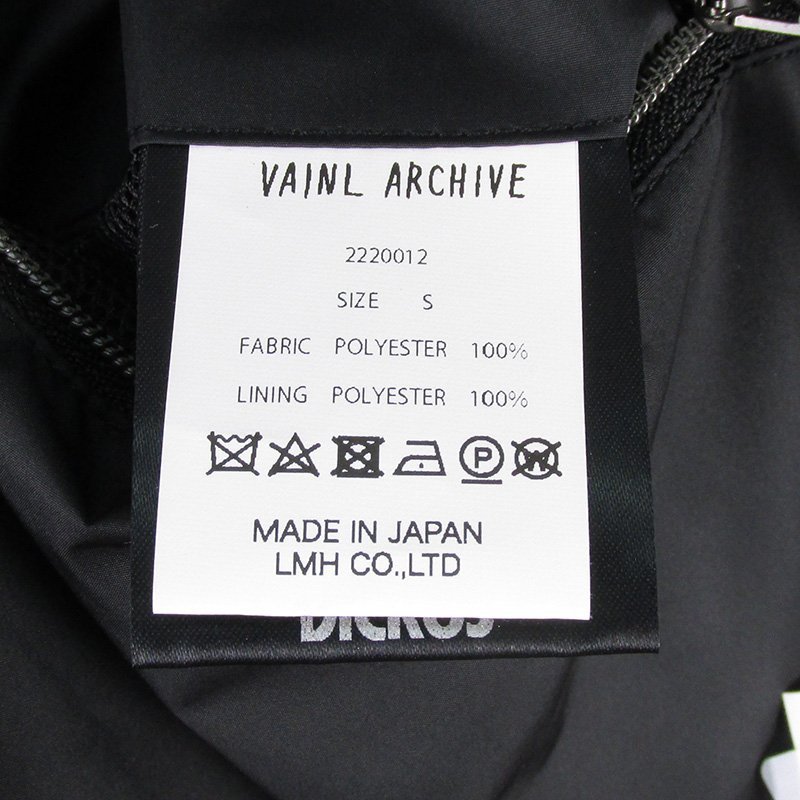 VAINL ARCHIVE
2220012
SIZE S
FABRIC POLYESTER 100%
LINING POLYESTER 100%
P W
MADE IN JAPAN
LMH CO.,LTD